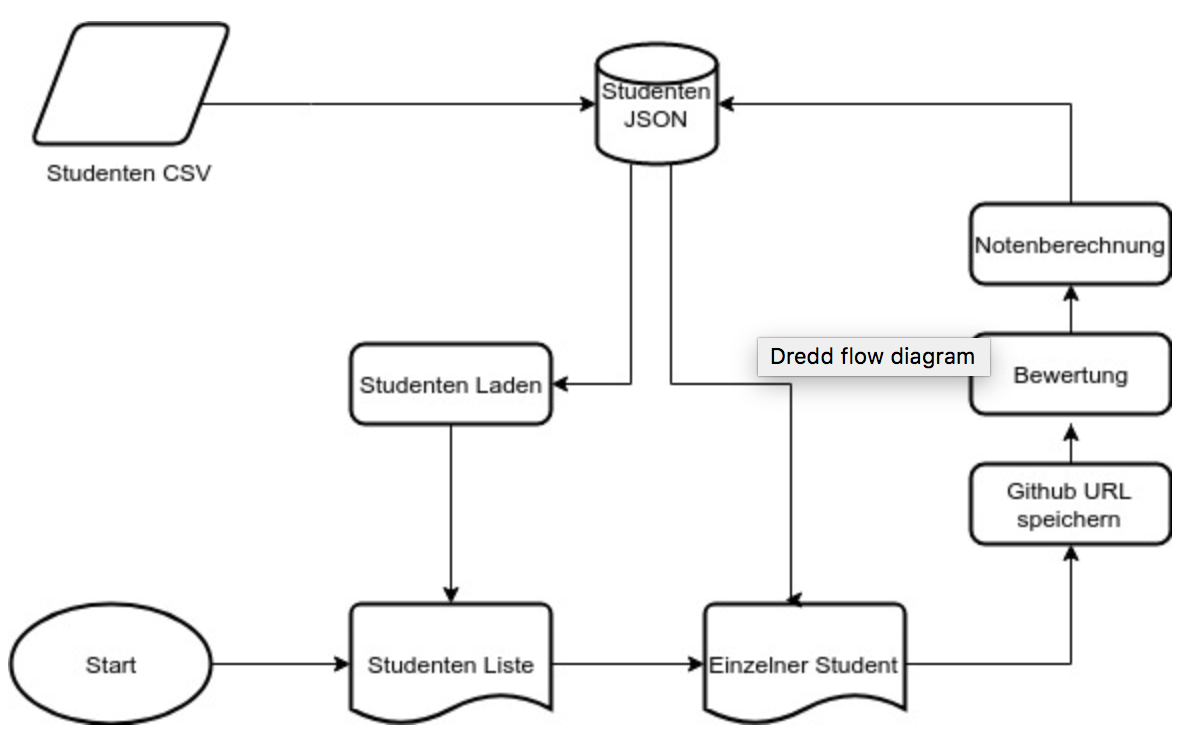 Studenten
JSON
Studenten CSV
Notenberechnung
Dredd flow diagram
Bewertung
Studenten Laden
Github URL
speichern
Start
Studenten Liste
Einzelner Student